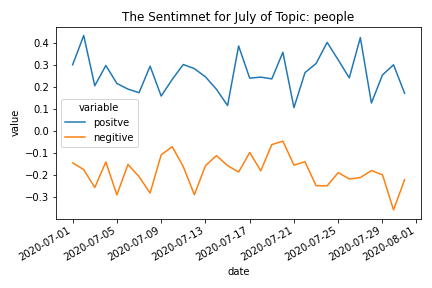 The Sentimnet for July of Topic: people
value
0.4
0.3
0.2
0.1
0.0
−0.1
−0.2
−0.3
variable
positve
negitive
2020-07-01
2020-07-05
2020-07-09
2020-07-13
2020-07-17
2020-07-21
2020-07-25
2020-07-29
2020-08-01
date